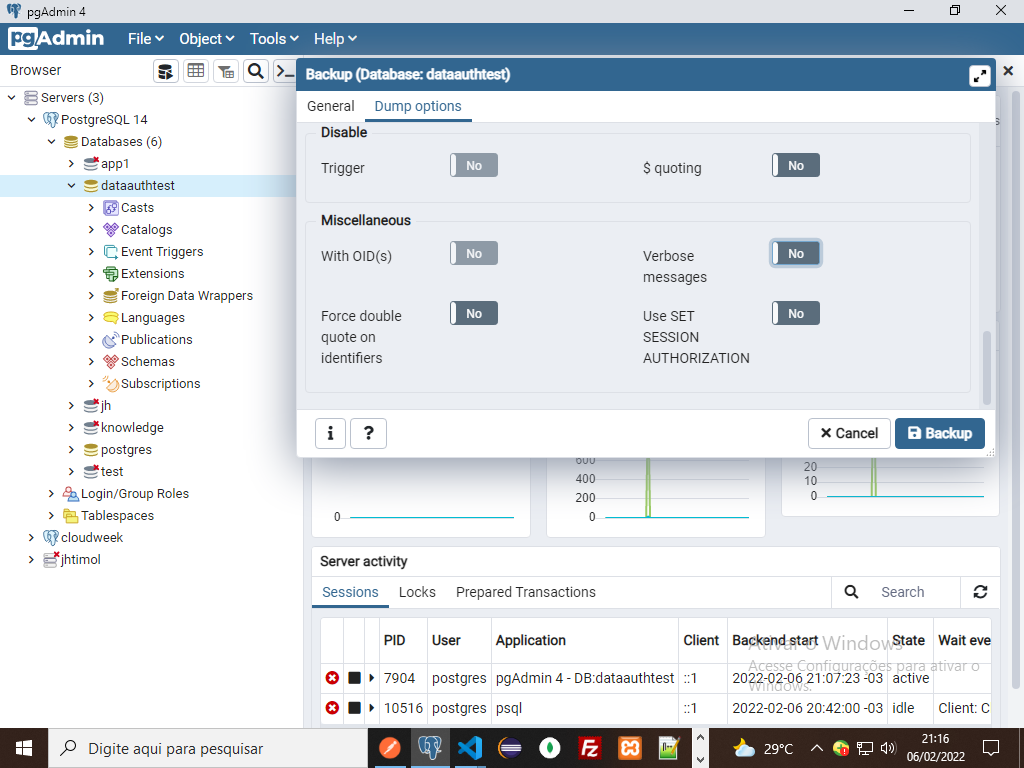 pgAdmin 4
pgAdmin File Object Tools Help
Browser
Backup (Database: dataauthtest)
General Dump options
Servers (3)
PostgreSQL 14
Databases (6)
app1
dataauthtest
Casts
Catalogs
Event Triggers
Extensions
Foreign Data Wrappers
Languages
Publications
Schemas
Subscriptions
jh
knowledge
postgres
test
Login/Group Roles
Tablespaces
cloudweek
jhtimol
Disable
Trigger No $ quoting No
Miscellaneous
With OID(s) No Verbose messages No
Force double quote on identifiers No Use SET SESSION AUTHORIZATION No
i ? Cancel Backup
0
600
400
200
0
20
10
0
Server activity
Sessions Locks Prepared Transactions Search
PID User Application Client Backend start State Wait eve
7904 postgres pgAdmin 4 - DB:dataauthtest ::1 2022-02-06 21:07:23 -03 active
10516 postgres psql ::1 2022-02-06 20:42:00 -03 idle Client: C
Ativar o Windows
Acesse Configurações para ativar o
Windows.
Digite aqui para pesquisar
29°C
21:16
06/02/2022